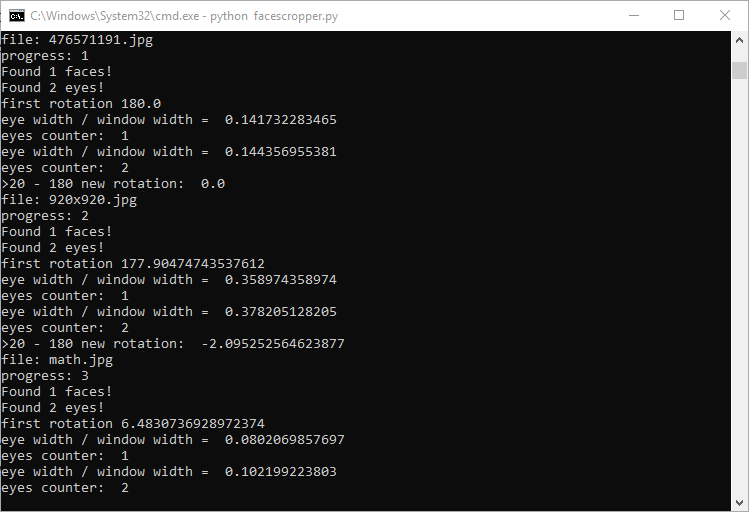 C:\Windows\System32\cmd.exe - python  facescropper.py
file: 476571191.jpg
progress: 1
Found 1 faces!
Found 2 eyes!
first rotation 180.0
eye width / window width =  0.141732283465
eyes counter:  1
eye width / window width =  0.144356955381
eyes counter:  2
>20 - 180 new rotation:  0.0
file: 920x920.jpg
progress: 2
Found 1 faces!
Found 2 eyes!
first rotation 177.90474743537612
eye width / window width =  0.358974358974
eyes counter:  1
eye width / window width =  0.378205128205
eyes counter:  2
>20 - 180 new rotation:  -2.095252564623877
file: math.jpg
progress: 3
Found 1 faces!
Found 2 eyes!
first rotation 6.4830736928972374
eye width / window width =  0.0802069857697
eyes counter:  1
eye width / window width =  0.102199223803
eyes counter:  2